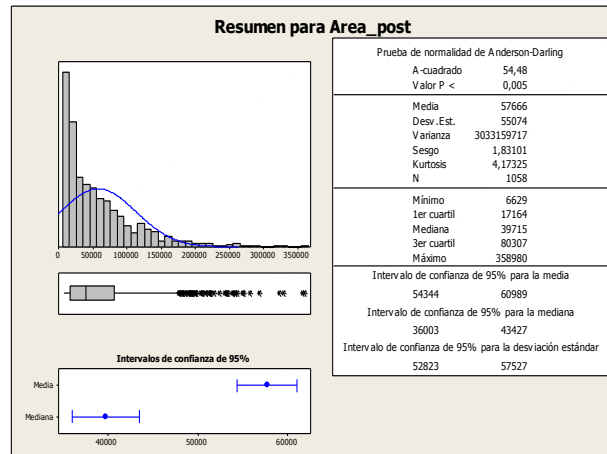 Resumen para Area_post
0 50000 100000 150000 200000 250000 300000 350000
Intervalos de confianza de 95%
Media
Mediana
40000 50000 60000
Prueba de normalidad de Anderson-Darling
A-cuadrado 54,48
Valor P < 0,005
Media 57666
Desv.Est. 55074
Varianza 3033159717
Sesgo 1,83101
Kurtosis 4,17325
N 1058
Mínimo 6629
1er cuartil 17164
Mediana 39715
3er cuartil 80307
Máximo 358980
Intervalo de confianza de 95% para la media
54344 60989
Intervalo de confianza de 95% para la mediana
36003 43427
Intervalo de confianza de 95% para la desviación estándar
52823 57527